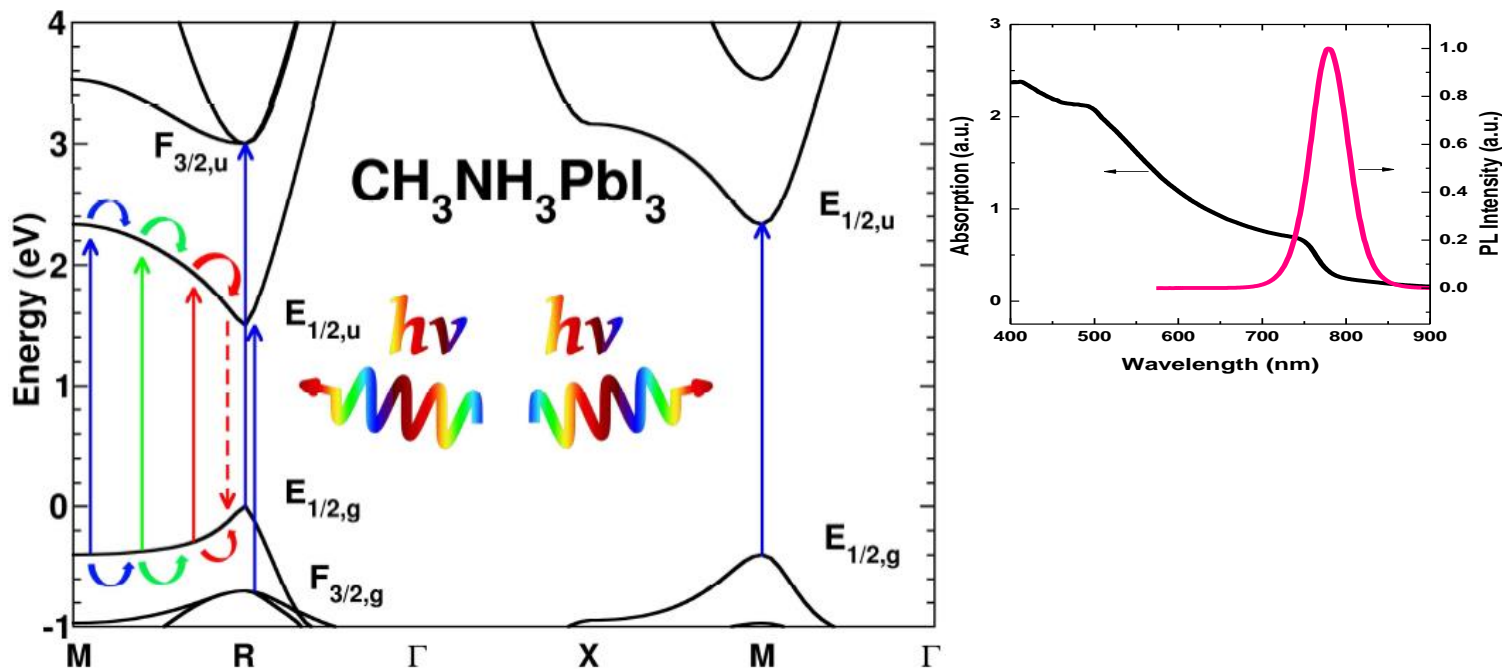 4
3
2
1
0
-1
Energy (eV)
M
R
Γ
X
M
Γ
F3/2,u
CH3NH3PbI3
E1/2,u
E1/2,u
hν
hν
E1/2,g
E1/2,g
F3/2,g
3
2
1
0
Absorption (a.u.)
400
500
600
700
800
900
Wavelength (nm)
1.0
0.8
0.6
0.4
0.2
0.0
PL Intensity (a.u.)